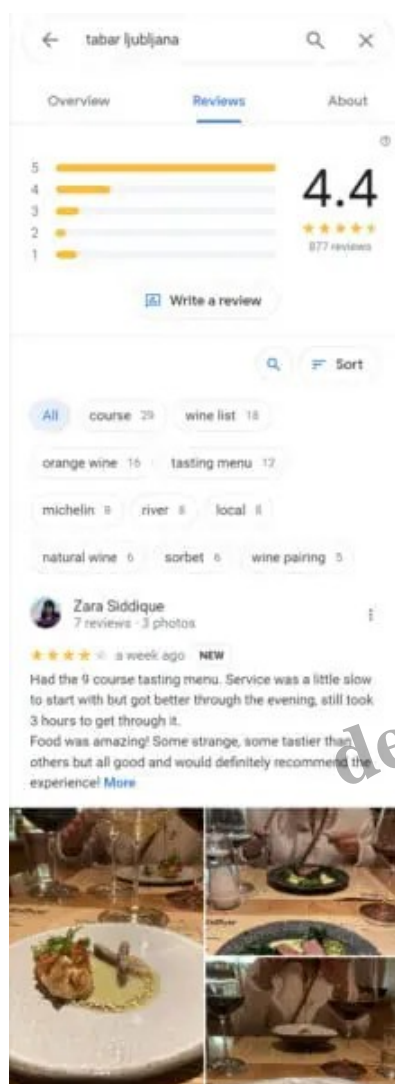 tabar ljubljana
Overview Reviews About
5
4
3
2
1
4.4
877 reviews
Write a review
Sort
All course 29 wine list 18
orange wine 16 tasting menu 12
michelin 8 river 8 local 8
natural wine 6 sorbet 6 wine pairing 5
Zara Siddique
7 reviews · 3 photos
a week ago NEW
Had the 9 course tasting menu. Service was a little slow
to start with but got better through the evening, still took
3 hours to get through it.
Food was amazing! Some strange, some tastier than
others but all good and would definitely recommend the
experience! More
de